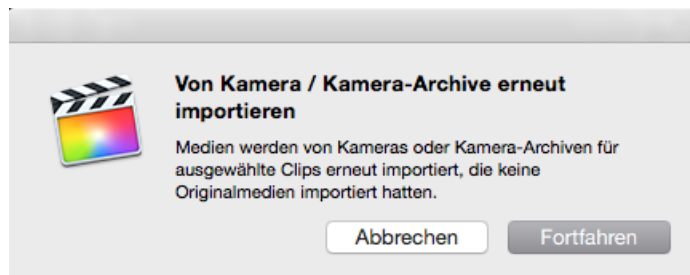 Von Kamera / Kamera-Archive erneut
importieren
Medien werden von Kameras oder Kamera-Archiven für
ausgewählte Clips erneut importiert, die keine
Originalmedien importiert hatten.
Abbrechen Fortfahren